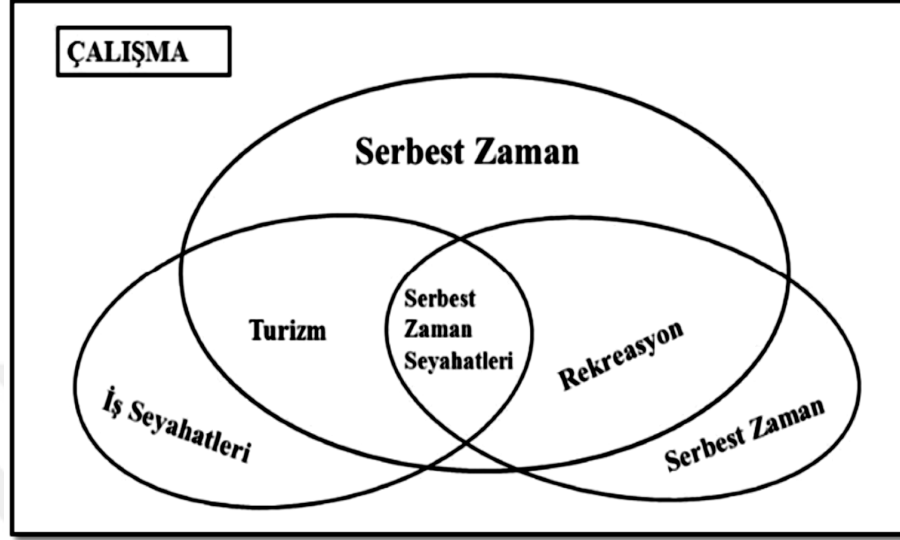 ÇALIŞMA
Serbest Zaman
Serbest
Zaman
Seyahatleri
Turizm
Rekreasyon
İş Seyahatleri
Serbest Zaman